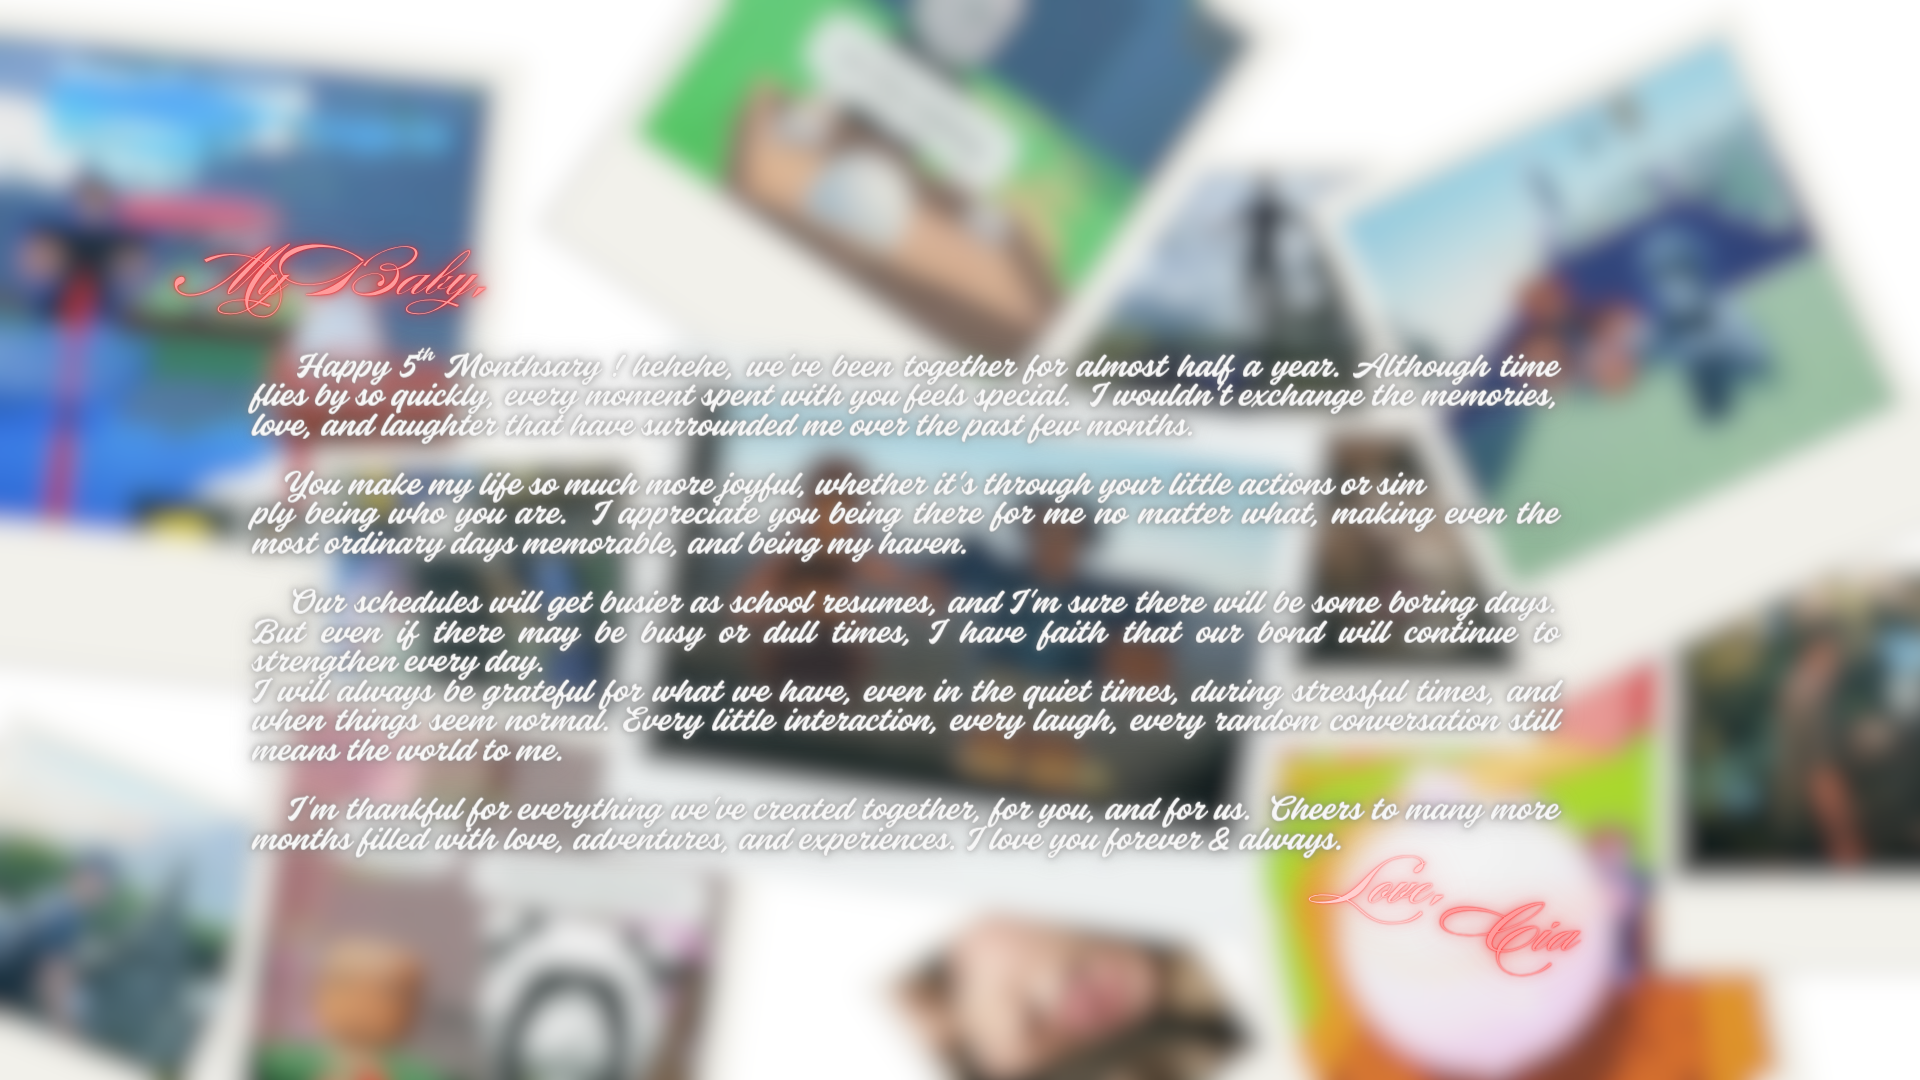 My Baby,
Happy 5th Monthsary ! hehehe, we've been together for almost half a year. Although time
flies by so quickly, every moment spent with you feels special. I wouldn't exchange the memories,
love, and laughter that have surrounded me over the past few months.
You make my life so much more joyful, whether it's through your little actions or sim
ply being who you are. I appreciate you being there for me no matter what, making even the
most ordinary days memorable, and being my haven.
Our schedules will get busier as school resumes, and I'm sure there will be some boring days.
But even if there may be busy or dull times, I have faith that our bond will continue to
strengthen every day.
I will always be grateful for what we have, even in the quiet times, during stressful times, and
when things seem normal. Every little interaction, every laugh, every random conversation still
means the world to me.
I'm thankful for everything we've created together, for you, and for us. Cheers to many more
months filled with love, adventures, and experiences. I love you forever & always.
Love,
Cia